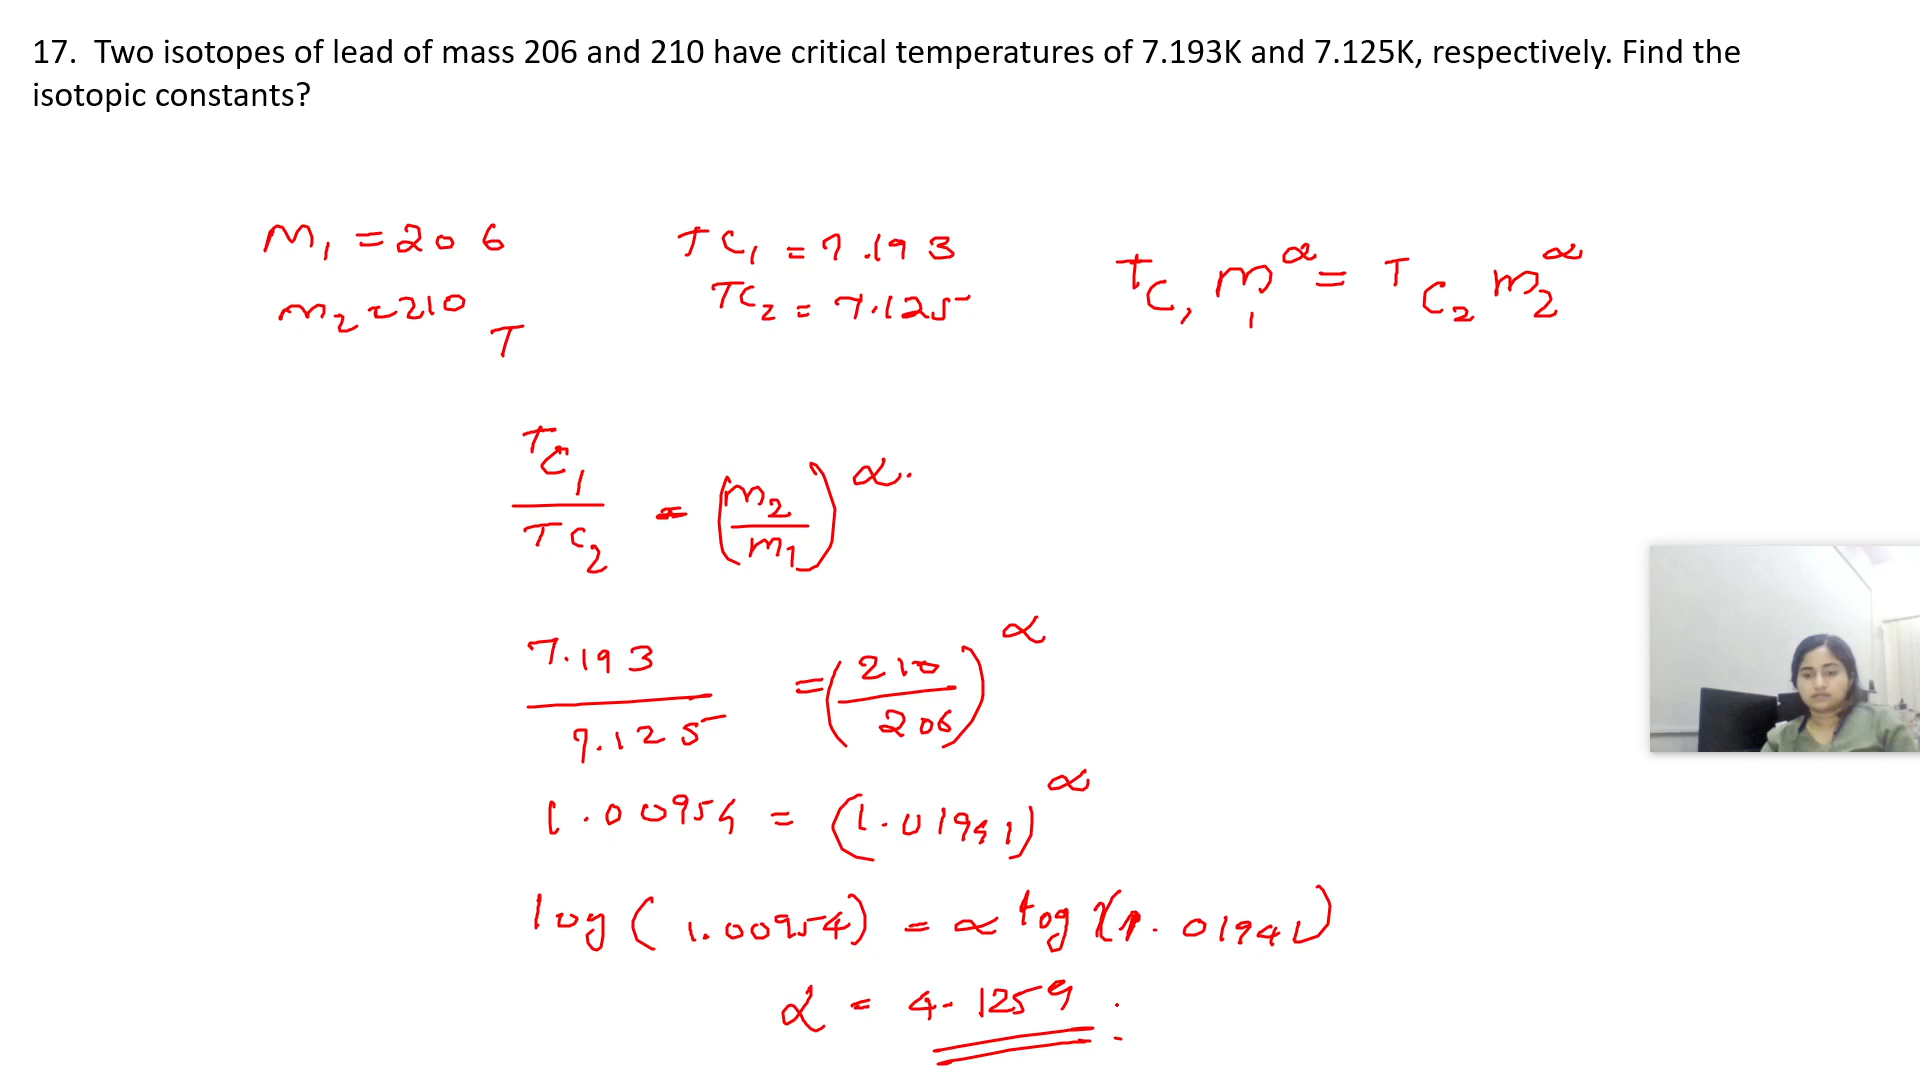 17. Two isotopes of lead of mass 206 and 210 have critical temperatures of 7.193K and 7.125K, respectively. Find the
isotopic constants?
M₁ = 206
TC₁ = 7.193
TC₁ m₁^α = TC₂ m₂^α
m₂ = 210
TC₂ = 7.125
T
TC₁/TC₂ = (m₂/m₁)^α.
7.193/7.125 = (210/206)^α
1.00954 = (1.01941)^α
log (1.00954) = α log (1.01941)
α = 4.1259